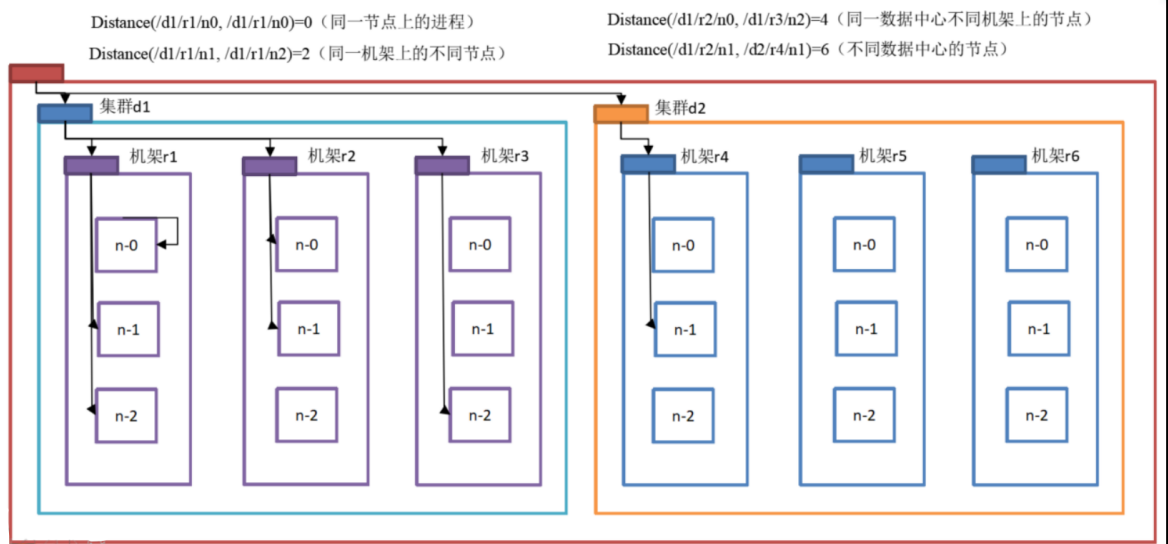 Distance(/d1/r1/n0, /d1/r1/n0)=0（同一节点上的进程）
Distance(/d1/r1/n1, /d1/r1/n2)=2（同一机架上的不同节点）
Distance(/d1/r2/n0, /d1/r3/n2)=4（同一数据中心不同机架上的节点）
Distance(/d1/r2/n1, /d2/r4/n1)=6（不同数据中心的节点）
集群d1
集群d2
机架r1
机架r2
机架r3
机架r4
机架r5
机架r6
n-0
n-0
n-0
n-0
n-0
n-0
n-1
n-1
n-1
n-1
n-1
n-1
n-2
n-2
n-2
n-2
n-2
n-2